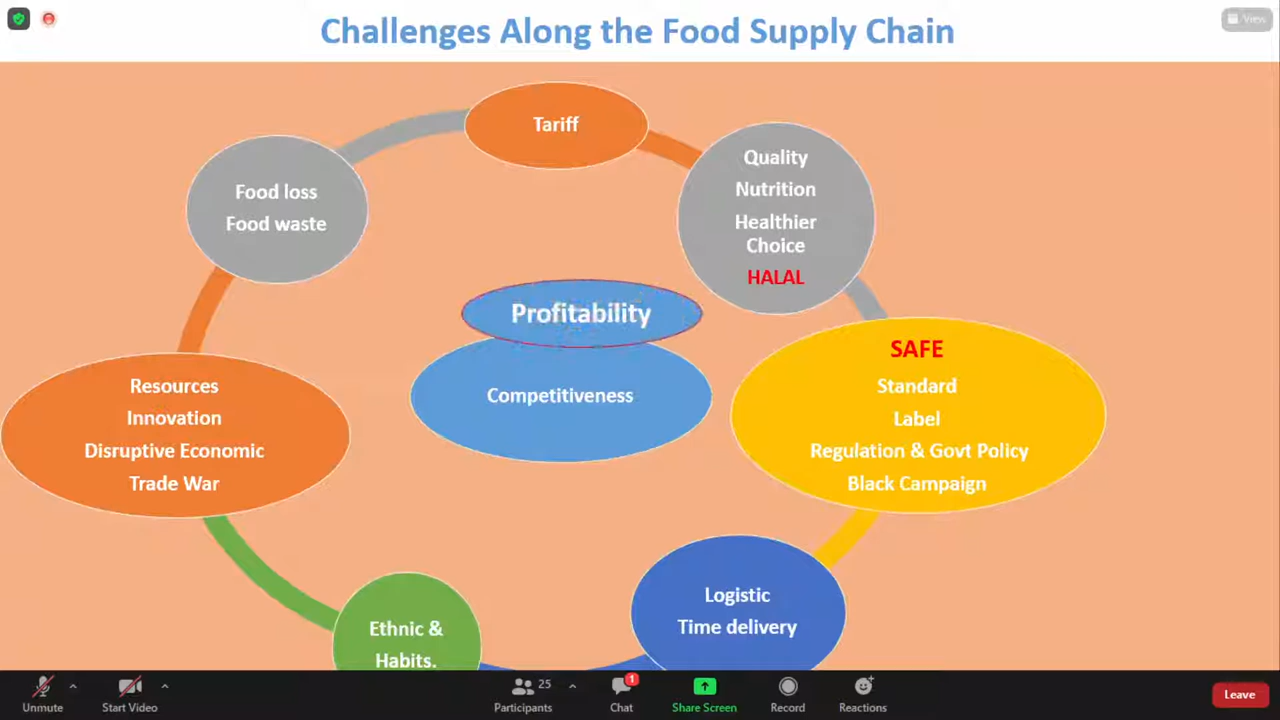 Challenges Along the Food Supply Chain
View
Tariff
Quality
Nutrition
Healthier
Choice
HALAL
Food loss
Food waste
Profitability
Competitiveness
SAFE
Standard
Label
Regulation & Govt Policy
Black Campaign
Resources
Innovation
Disruptive Economic
Trade War
Logistic
Time delivery
Ethnic &
Habits.
Unmute
Start Video
25
Participants
1
Chat
Share Screen
Record
Reactions
Leave